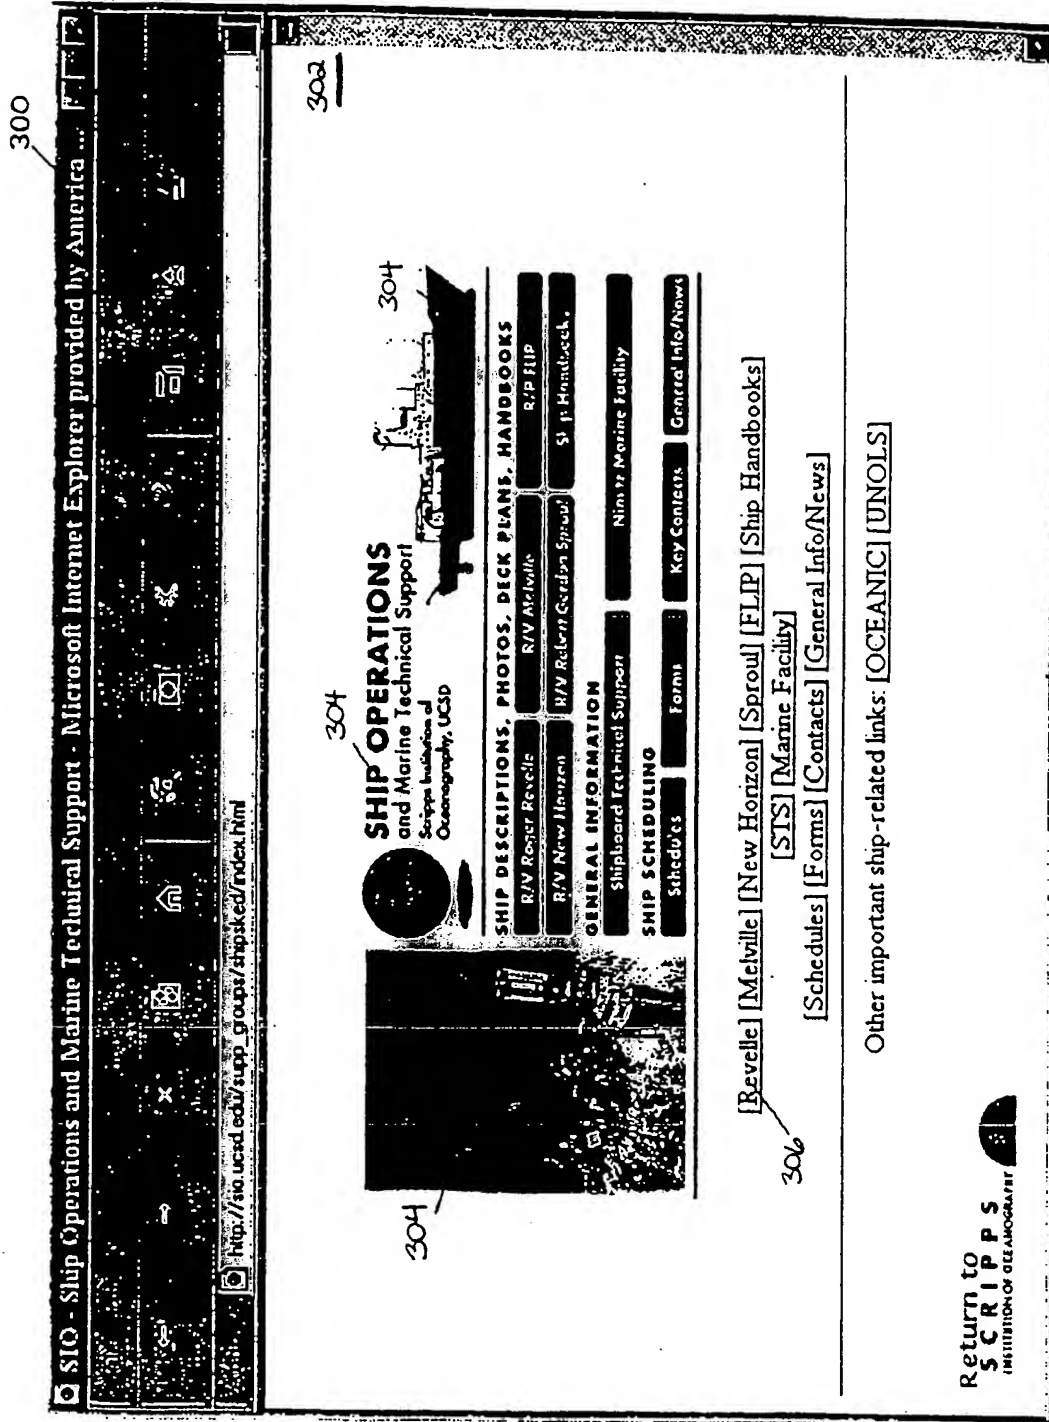 300
SIO - Ship Operations and Marine Technical Support - Microsoft Internet Explorer provided by America ...
http://sio.ucsd.edu/supp_groups/shipsked/index.html
302
304
SHIP OPERATIONS
and Marine Technical Support
Scripps Institution of
Oceanography, UCSD
304
304
SHIP DESCRIPTIONS, PHOTOS, DECK PLANS, HANDBOOKS
R/V Roger Revelle R/V Melville R/P FLIP
R/V New Horizon R/V Robert Gordon Sproul Ship Handbooks
GENERAL INFORMATION
Shipboard Technical Support Nimitz Marine Facility
SHIP SCHEDULING
Schedules Forms Key Contacts General Info/News
[Revelle] [Melville] [New Horizon] [Sproul] [FLIP] [Ship Handbooks]
306
[STS] [Marine Facility]
[Schedules] [Forms] [Contacts] [General Info/News]
Other important ship-related links: [OCEANIC] [UNOLS]
Return to
SCRIPPS
INSTITUTION OF OCEANOGRAPHY